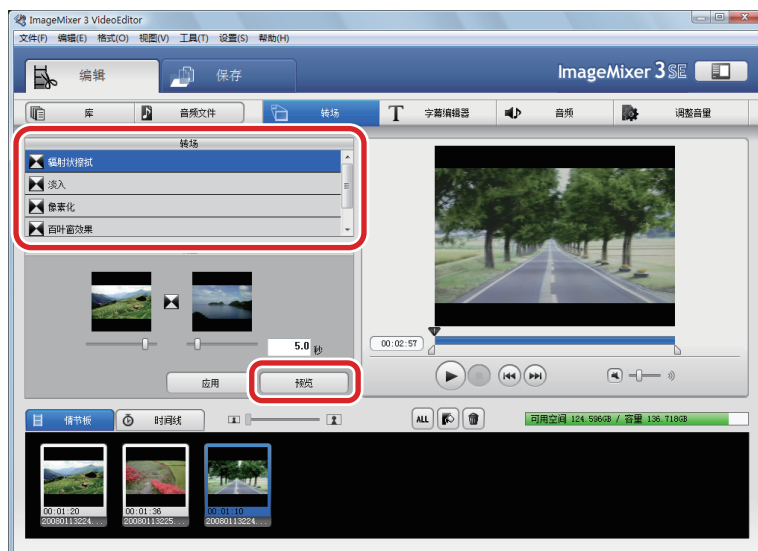 ImageMixer 3 VideoEditor
文件(F) 编辑(E) 格式(O) 视图(V) 工具(T) 设置(S) 帮助(H)
编辑 保存 ImageMixer 3 SE
库 音频文件 转场 T 字幕编辑器 音频 调整音量
转场
辐射状擦拭
淡入
像素化
百叶窗效果
5.0 秒
00:02:57
应用 预览
情节板 时间线 ALL 可用空间 124.596GB / 容量 136.718GB
00:01:20 00:01:36 00:01:10
20080113224... 20080113225... 20080113224...